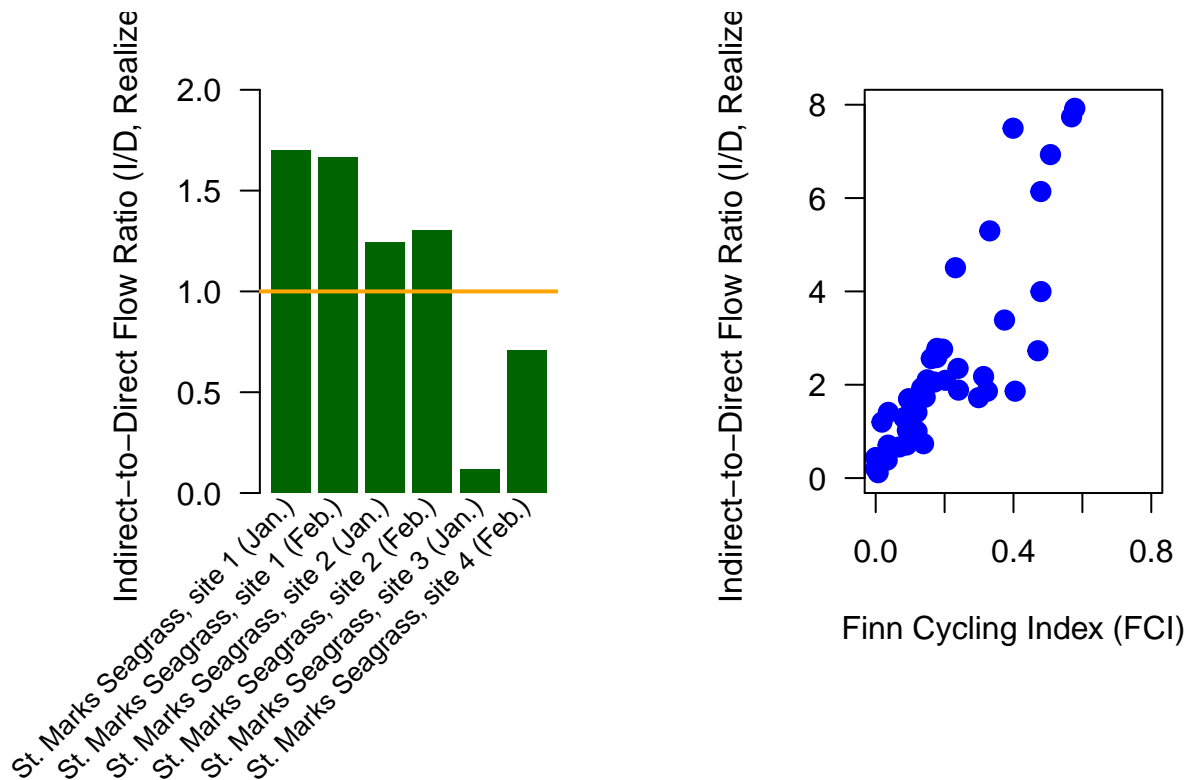 Indirect−to−Direct Flow Ratio (I/D, Realize
2.0
1.5
1.0
0.5
0.0
St. Marks Seagrass, site 1 (Jan.)
St. Marks Seagrass, site 1 (Feb.)
St. Marks Seagrass, site 2 (Jan.)
St. Marks Seagrass, site 2 (Feb.)
St. Marks Seagrass, site 3 (Jan.)
St. Marks Seagrass, site 4 (Feb.)
Indirect−to−Direct Flow Ratio (I/D, Realize
8
6
4
2
0
0.0 0.4 0.8
Finn Cycling Index (FCI)